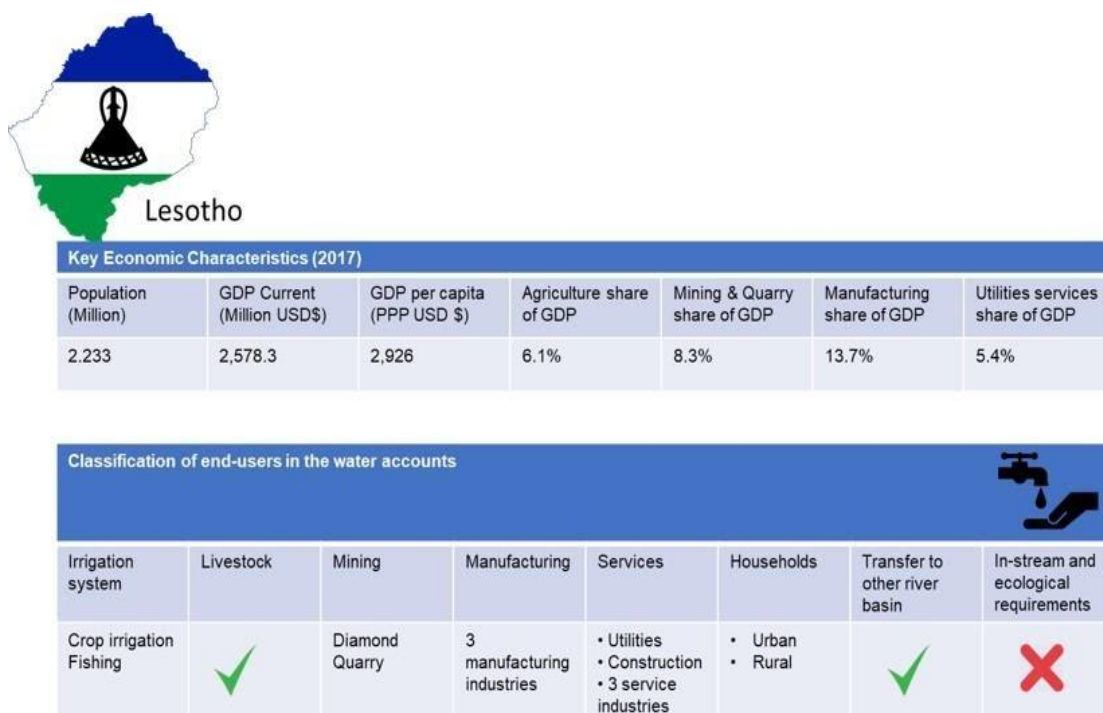 Lesotho
Key Economic Characteristics (2017)
Population (Million)
GDP Current (Million USD$)
GDP per capita (PPP USD $)
Agriculture share of GDP
Mining & Quarry share of GDP
Manufacturing share of GDP
Utilities services share of GDP
2.233
2,578.3
2,926
6.1%
8.3%
13.7%
5.4%
Classification of end-users in the water accounts
Irrigation system
Livestock
Mining
Manufacturing
Services
Households
Transfer to other river basin
In-stream and ecological requirements
Crop irrigation
Fishing
Diamond
Quarry
3 manufacturing industries
• Utilities
• Construction
• 3 service industries
• Urban
• Rural